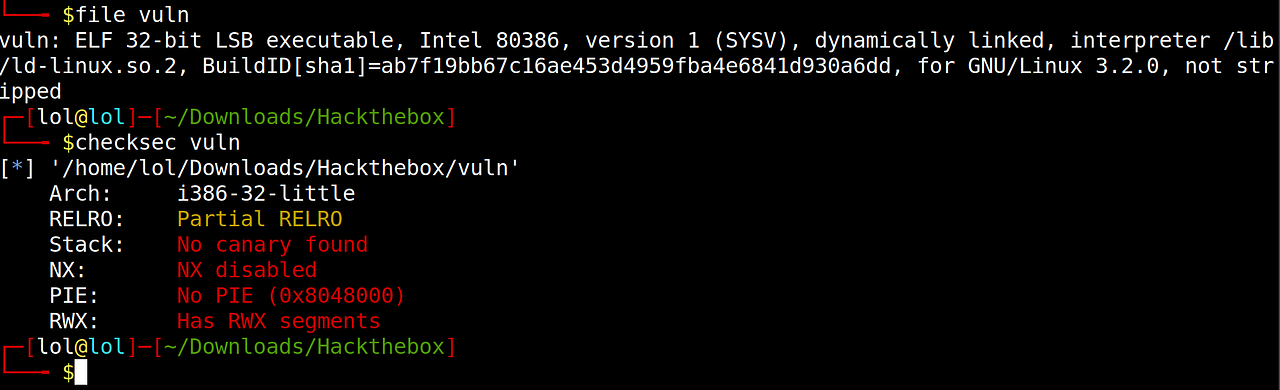 └──╼ $file vuln
vuln: ELF 32-bit LSB executable, Intel 80386, version 1 (SYSV), dynamically linked, interpreter /lib
/ld-linux.so.2, BuildID[sha1]=ab7f19bb67c16ae453d4959fba4e6841d930a6dd, for GNU/Linux 3.2.0, not str
ipped
┌─[lol@lol]─[~/Downloads/Hackthebox]
└──╼ $checksec vuln
[*] '/home/lol/Downloads/Hackthebox/vuln'
    Arch:     i386-32-little
    RELRO:    Partial RELRO
    Stack:    No canary found
    NX:       NX disabled
    PIE:      No PIE (0x8048000)
    RWX:      Has RWX segments
┌─[lol@lol]─[~/Downloads/Hackthebox]
└──╼ $